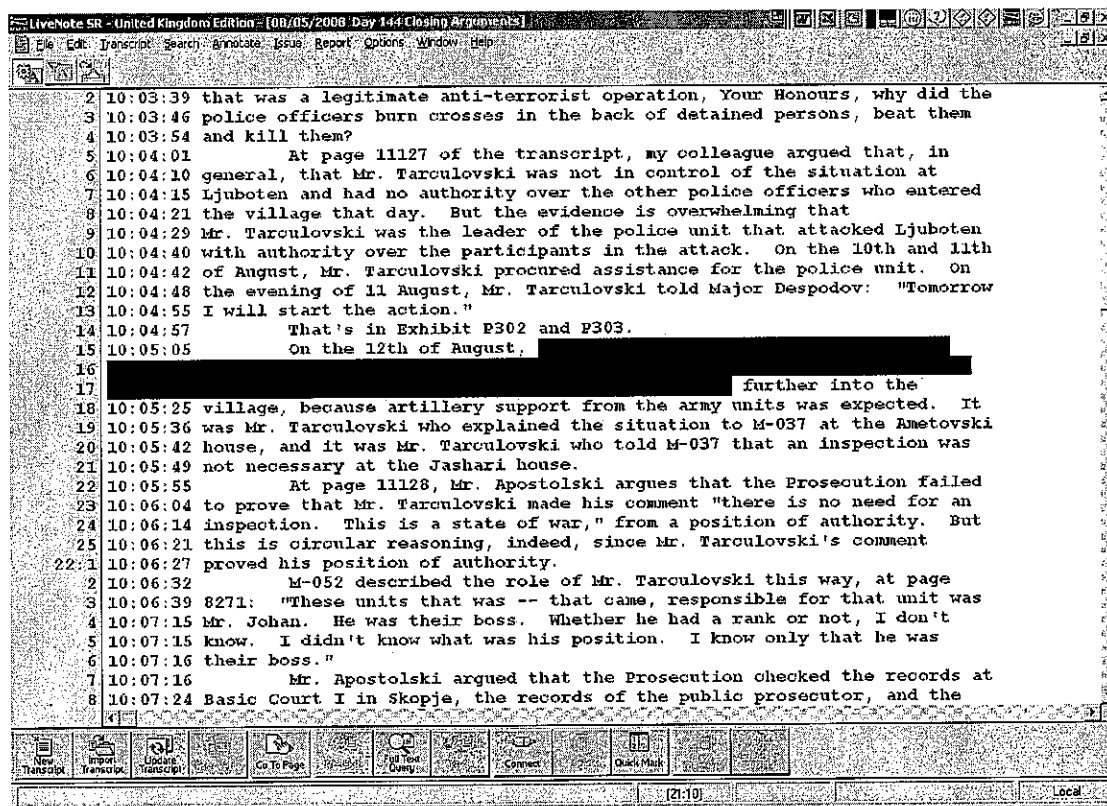 LiveNote SR - United Kingdom Edition - [08/05/2008 Day 144 Closing Arguments]
File Edit Transcript Search Annotate Issue Report Options Window Help
2 10:03:39 that was a legitimate anti-terrorist operation, Your Honours, why did the
3 10:03:46 police officers burn crosses in the back of detained persons, beat them
4 10:03:54 and kill them?
5 10:04:01 At page 11127 of the transcript, my colleague argued that, in
6 10:04:10 general, that Mr. Tarculovski was not in control of the situation at
7 10:04:15 Ljuboten and had no authority over the other police officers who entered
8 10:04:21 the village that day. But the evidence is overwhelming that
9 10:04:29 Mr. Tarculovski was the leader of the police unit that attacked Ljuboten
10 10:04:40 with authority over the participants in the attack. On the 10th and 11th
11 10:04:42 of August, Mr. Tarculovski procured assistance for the police unit. On
12 10:04:48 the evening of 11 August, Mr. Tarculovski told Major Despodov: "Tomorrow
13 10:04:55 I will start the action."
14 10:04:57 That's in Exhibit P302 and P303.
15 10:05:05 On the 12th of August,
16
17 further into the
18 10:05:25 village, because artillery support from the army units was expected. It
19 10:05:36 was Mr. Tarculovski who explained the situation to M-037 at the Ametovski
20 10:05:42 house, and it was Mr. Tarculovski who told M-037 that an inspection was
21 10:05:49 not necessary at the Jashari house.
22 10:05:55 At page 11128, Mr. Apostolski argues that the Prosecution failed
23 10:06:04 to prove that Mr. Tarculovski made his comment "there is no need for an
24 10:06:14 inspection. This is a state of war," from a position of authority. But
25 10:06:21 this is circular reasoning, indeed, since Mr. Tarculovski's comment
22:1 10:06:27 proved his position of authority.
2 10:06:32 M-052 described the role of Mr. Tarculovski this way, at page
3 10:06:39 8271: "These units that was -- that came, responsible for that unit was
4 10:07:15 Mr. Johan. He was their boss. Whether he had a rank or not, I don't
5 10:07:15 know. I didn't know what was his position. I know only that he was
6 10:07:16 their boss."
7 10:07:16 Mr. Apostolski argued that the Prosecution checked the records at
8 10:07:24 Basic Court I in Skopje, the records of the public prosecutor, and the
New Transcript Import Transcript Update Transcript Go To Page Full Text Query Connect Quick Mark
[21:10] Local